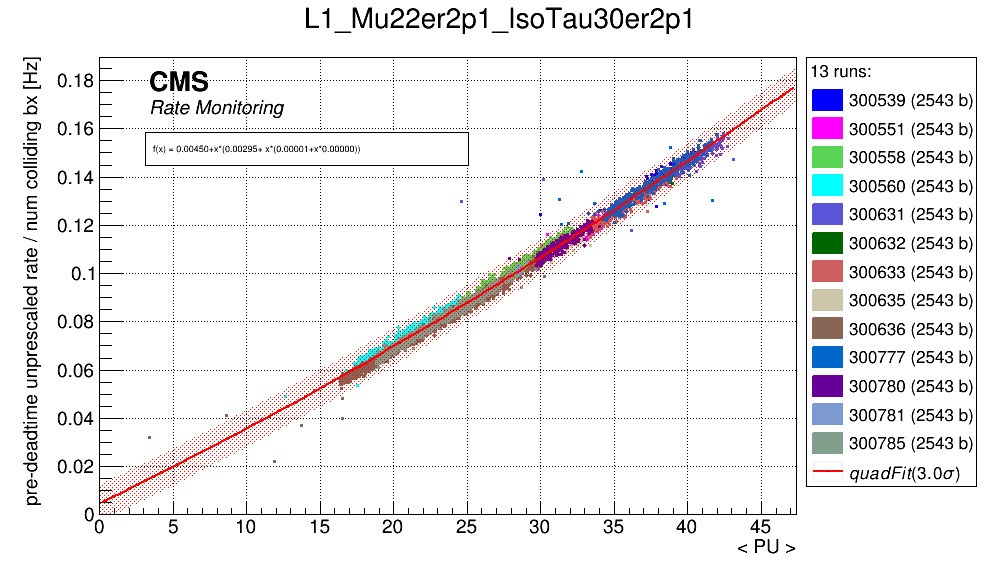 L1_Mu22er2p1_IsoTau30er2p1
pre-deadtime unprescaled rate / num colliding bx [Hz]
CMS
Rate Monitoring
f(x) = 0.00450+x*(0.00295+ x*(0.00001+x*0.00000))
0.18
0.16
0.14
0.12
0.1
0.08
0.06
0.04
0.02
0
0 5 10 15 20 25 30 35 40 45
< PU >
13 runs:
300539 (2543 b)
300551 (2543 b)
300558 (2543 b)
300560 (2543 b)
300631 (2543 b)
300632 (2543 b)
300633 (2543 b)
300635 (2543 b)
300636 (2543 b)
300777 (2543 b)
300780 (2543 b)
300781 (2543 b)
300785 (2543 b)
quadFit(3.0σ)